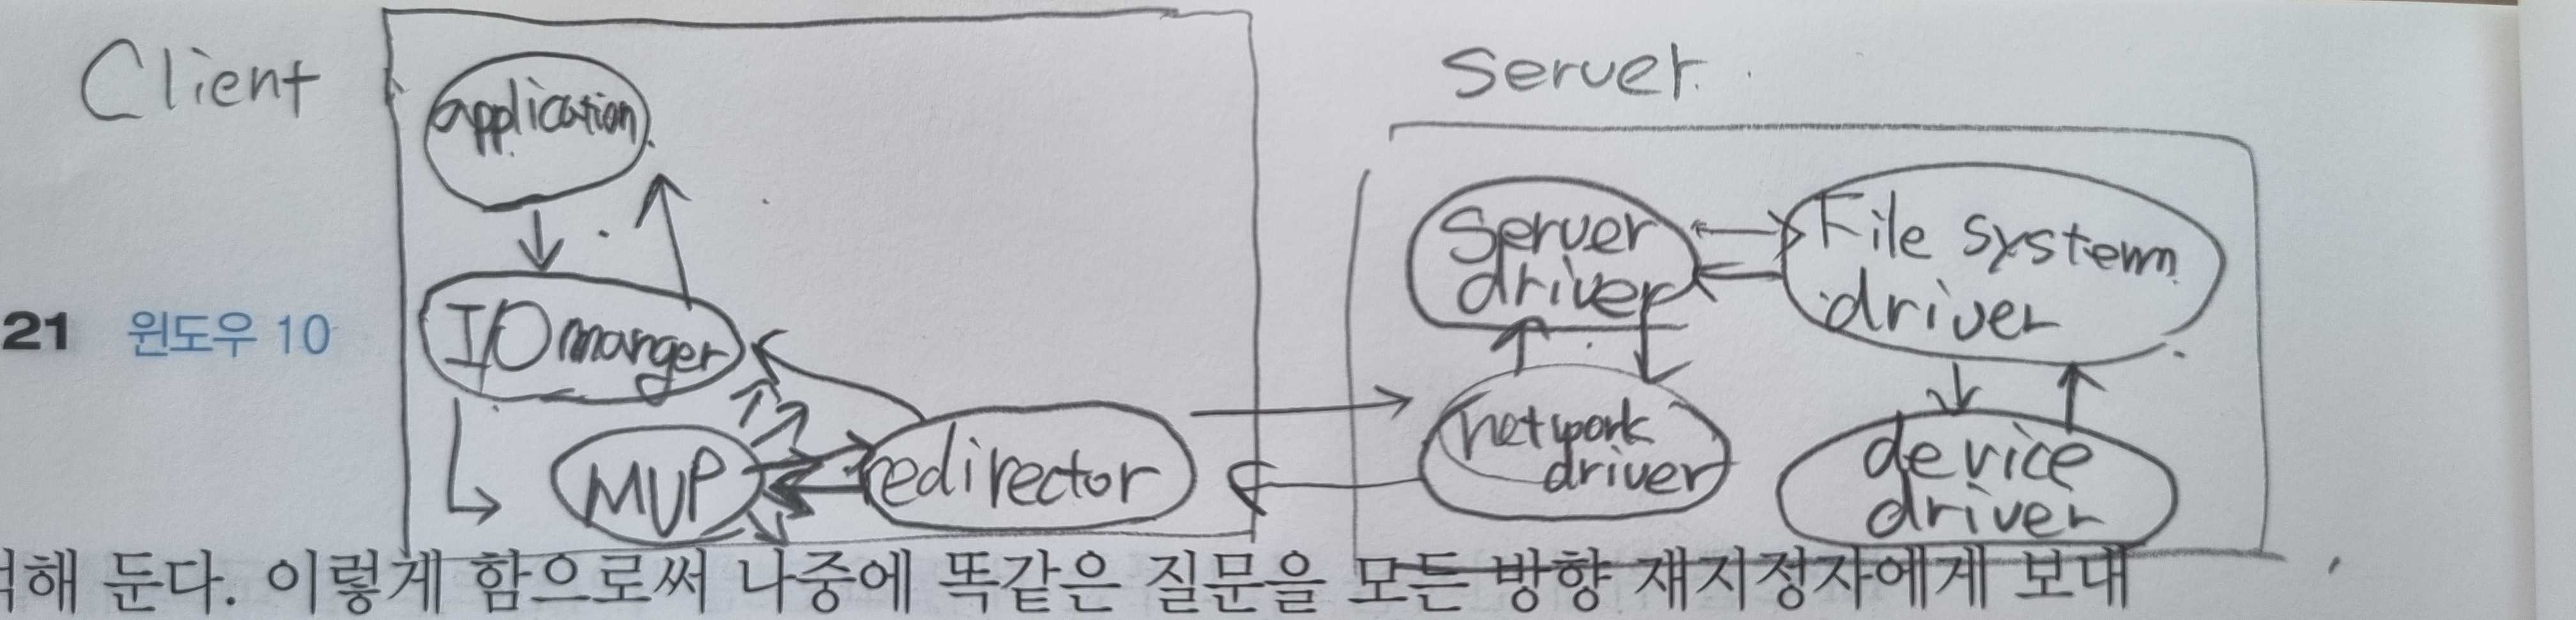 Client
application
I/O manger
MUP
redirector
Server
Server
driver
File system
driver
network
driver
device
driver
21 윈도우 10
해 둔다. 이렇게 함으로써 나중에 똑같은 질문을 모든 방향 재지정자에게 보내